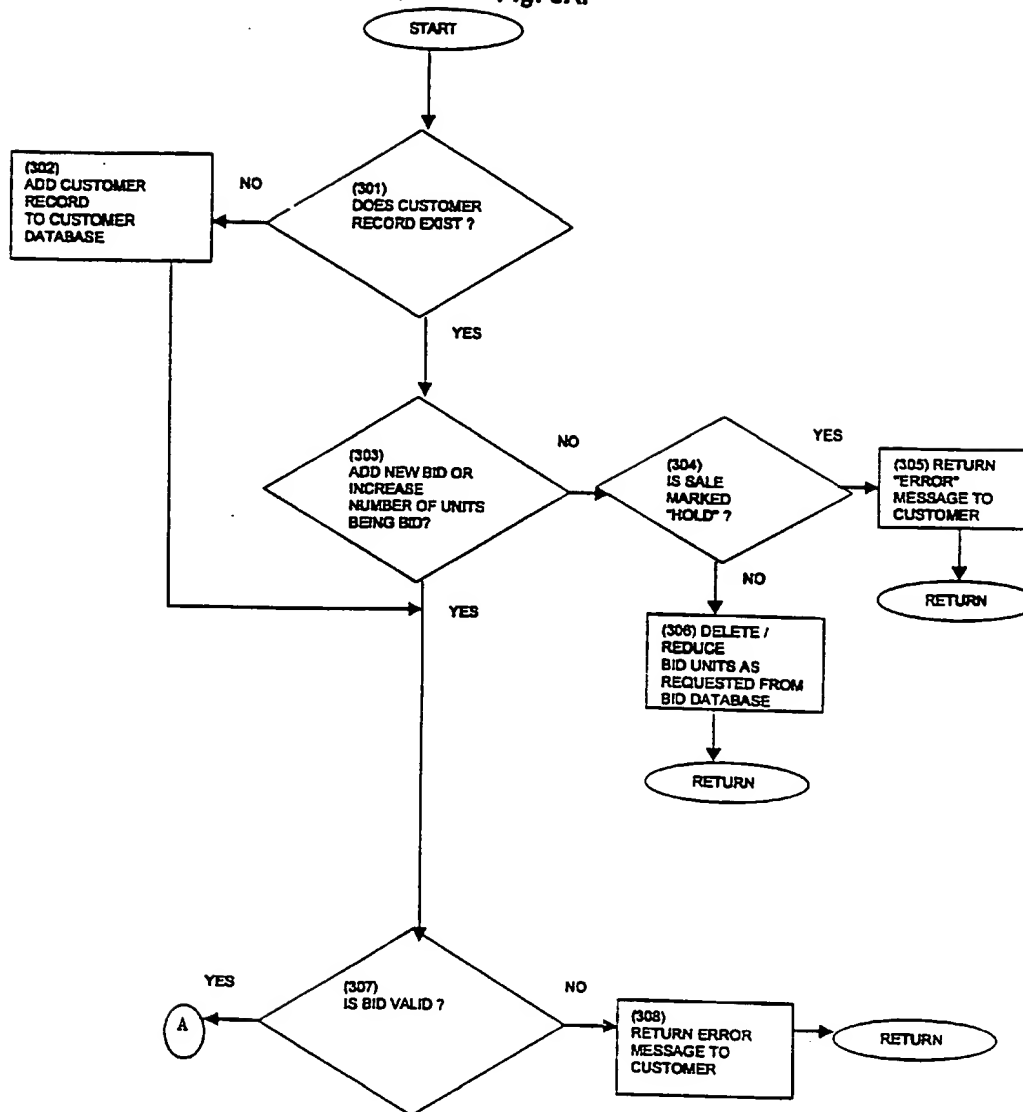 Fig. 3A.
START
(302)
ADD CUSTOMER
RECORD
TO CUSTOMER
DATABASE
NO
(301)
DOES CUSTOMER
RECORD EXIST ?
YES
(303)
ADD NEW BID OR
INCREASE
NUMBER OF UNITS
BEING BID?
NO
(304)
IS SALE
MARKED
"HOLD" ?
YES
(305) RETURN
"ERROR"
MESSAGE TO
CUSTOMER
RETURN
NO
YES
(306) DELETE /
REDUCE
BID UNITS AS
REQUESTED FROM
BID DATABASE
RETURN
YES
A
(307)
IS BID VALID ?
NO
(308)
RETURN ERROR
MESSAGE TO
CUSTOMER
RETURN